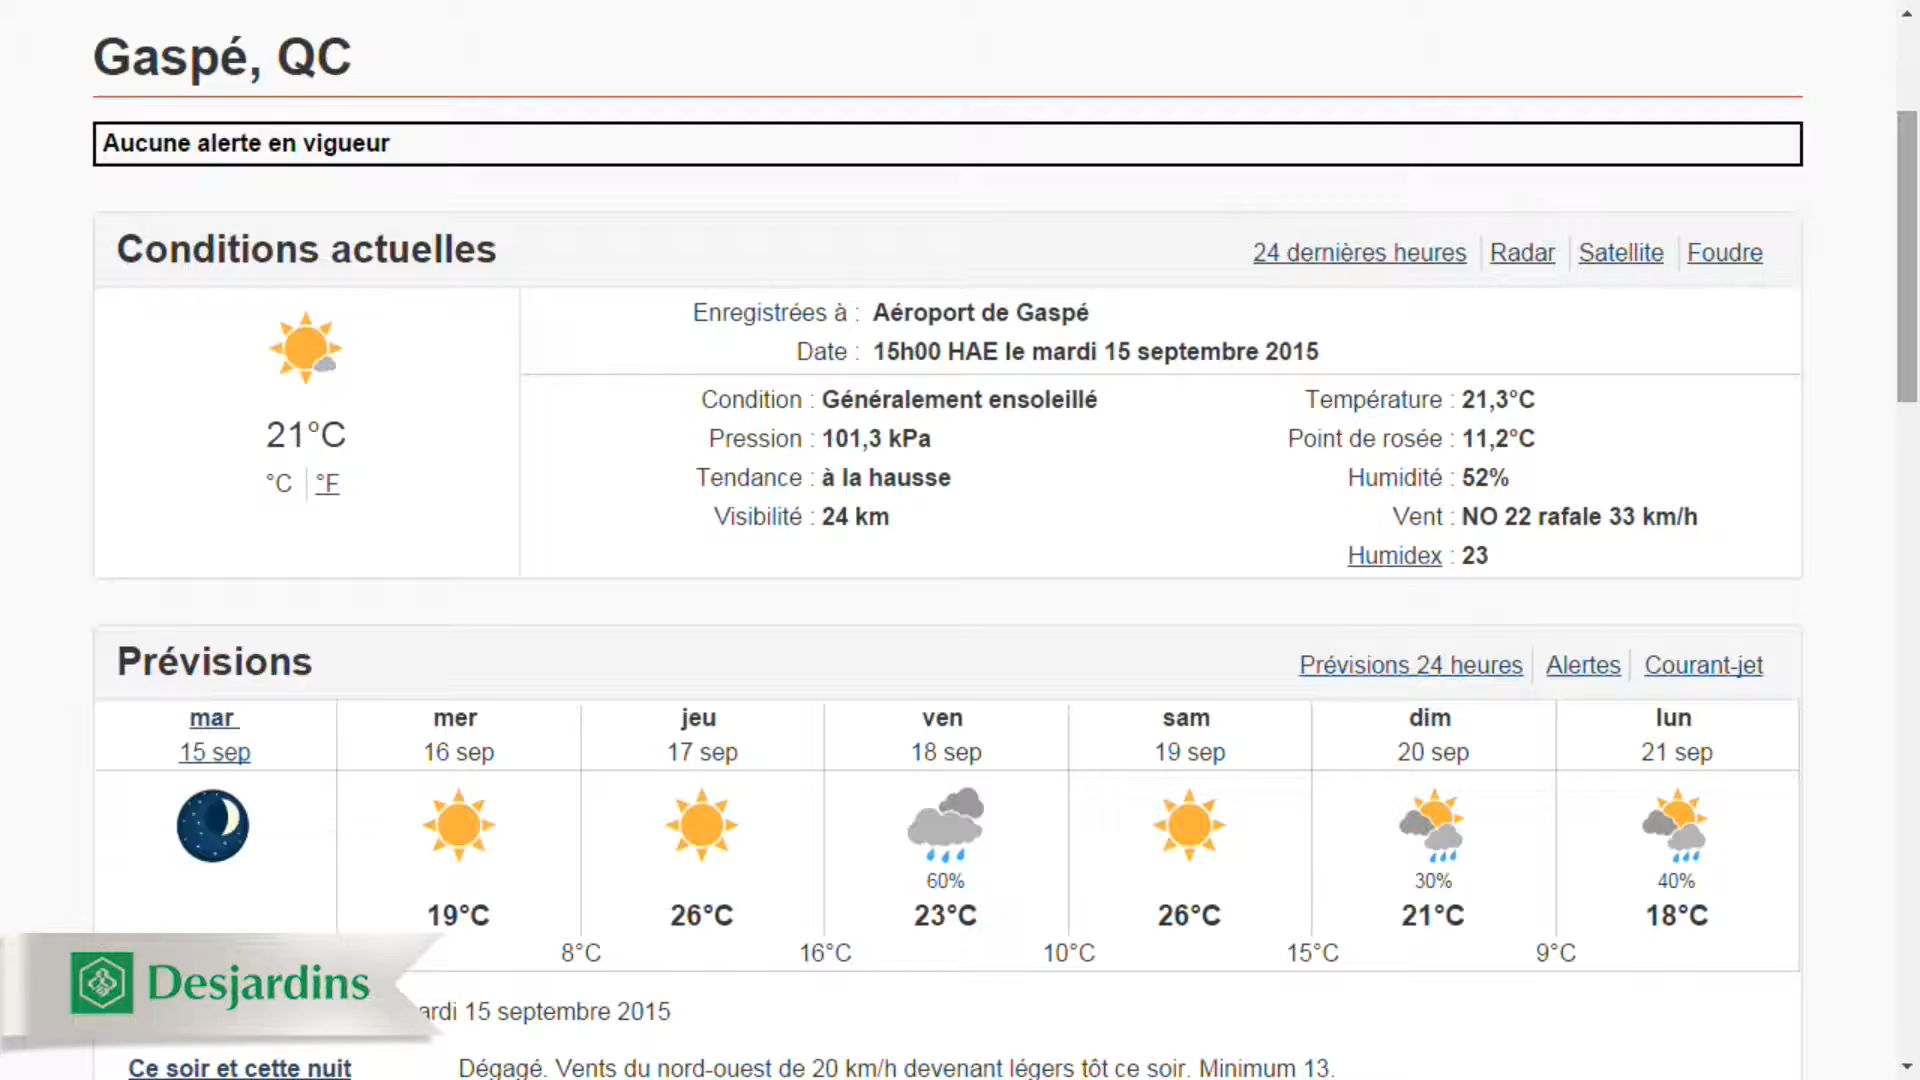 Gaspé, QC
Aucune alerte en vigueur
Conditions actuelles
24 dernières heures Radar Satellite Foudre
Enregistrées à : Aéroport de Gaspé
Date : 15h00 HAE le mardi 15 septembre 2015
21°C
°C °F
Condition : Généralement ensoleillé
Pression : 101,3 kPa
Tendance : à la hausse
Visibilité : 24 km
Température : 21,3°C
Point de rosée : 11,2°C
Humidité : 52%
Vent : NO 22 rafale 33 km/h
Humidex : 23
Prévisions
Prévisions 24 heures Alertes Courant-jet
mar mer jeu ven sam dim lun
15 sep 16 sep 17 sep 18 sep 19 sep 20 sep 21 sep
60% 30% 40%
19°C 26°C 23°C 26°C 21°C 18°C
8°C 16°C 10°C 15°C 9°C
Desjardins
ardi 15 septembre 2015
Ce soir et cette nuit Dégagé. Vents du nord-ouest de 20 km/h devenant légers tôt ce soir. Minimum 13.